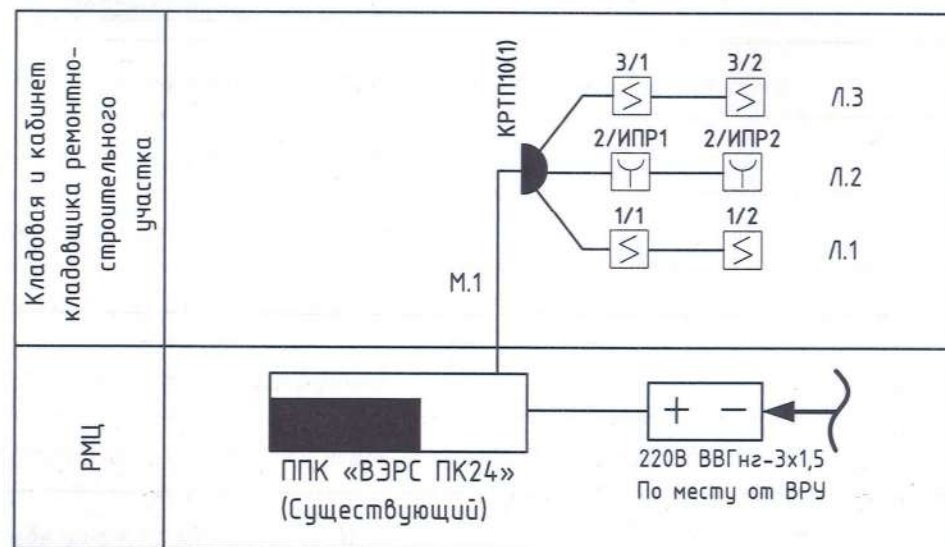 Кладовая и кабинет
кладовщика ремонтно-
строительного
участка
КРТП10(1)
3/1
3/2
Л.3
2/ИПР1
2/ИПР2
Л.2
1/1
1/2
Л.1
М.1
РМЦ
ППК «ВЭРС ПК24»
(Существующий)
+ -
220В ВВГнг-3х1,5
По месту от ВРУ